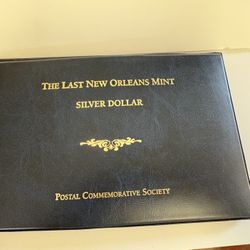 THE LAST NEW ORLEANS MINT
SILVER DOLLAR
POSTAL COMMEMORATIVE SOCIETY